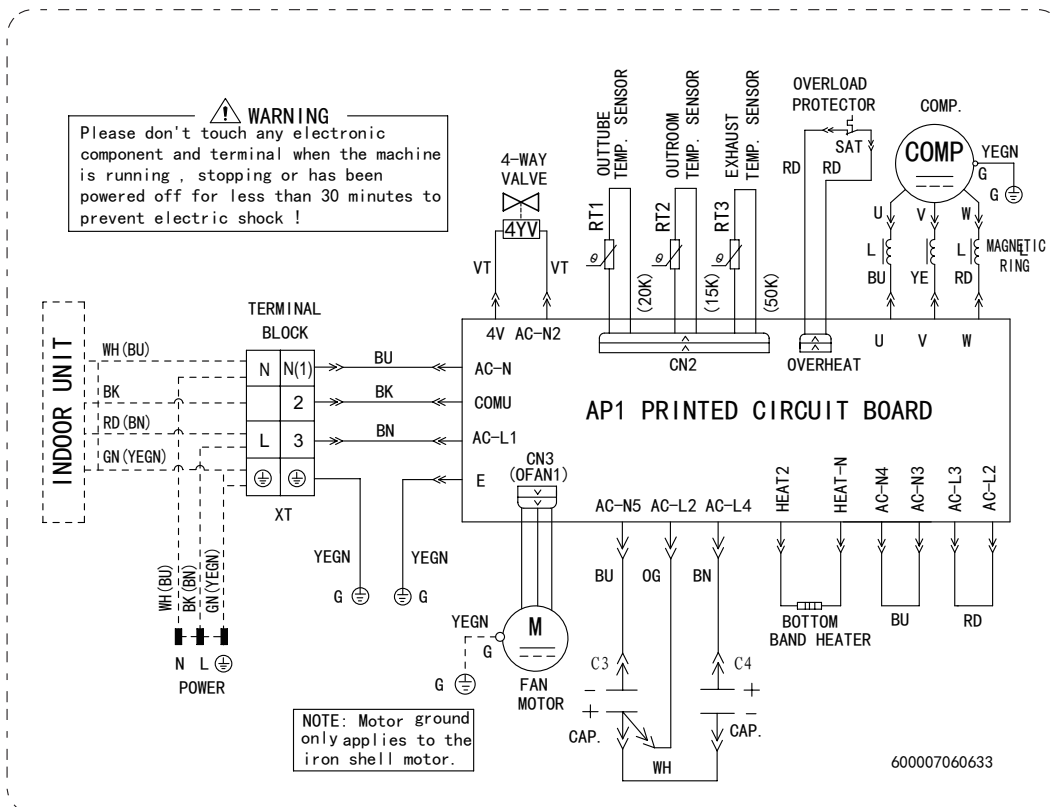 WARNING
Please don't touch any electronic
component and terminal when the machine
is running , stopping or has been
powered off for less than 30 minutes to
prevent electric shock !
4-WAY
VALVE
4YV
VT
VT
OUTTUBE
TEMP. SENSOR
RT1
θ
(20K)
OUTROOM
TEMP. SENSOR
RT2
θ
(15K)
EXHAUST
TEMP. SENSOR
RT3
θ
(50K)
OVERLOAD
PROTECTOR
SAT
RD
RD
COMP.
COMP
YEGN
G
G
U
V
W
L
L
L
MAGNETIC
RING
BU
YE
RD
INDOOR UNIT
WH(BU)
BK
RD(BN)
GN(YEGN)
TERMINAL
BLOCK
N
N(1)
2
L
3
XT
BU
BK
BN
4V
AC-N2
CN2
OVERHEAT
U
V
W
AC-N
COMU
AC-L1
E
AP1 PRINTED CIRCUIT BOARD
CN3
(OFAN1)
AC-N5
AC-L2
AC-L4
HEAT2
HEAT-N
AC-N4
AC-N3
AC-L3
AC-L2
WH(BU)
BK(BN)
GN(YEGN)
N
L
POWER
YEGN
YEGN
G
G
YEGN
G
G
M
FAN
MOTOR
BU
OG
BN
C3
-
+
CAP.
C4
+
-
CAP.
WH
BOTTOM
BAND HEATER
BU
RD
NOTE: Motor ground
only applies to the
iron shell motor.
600007060633